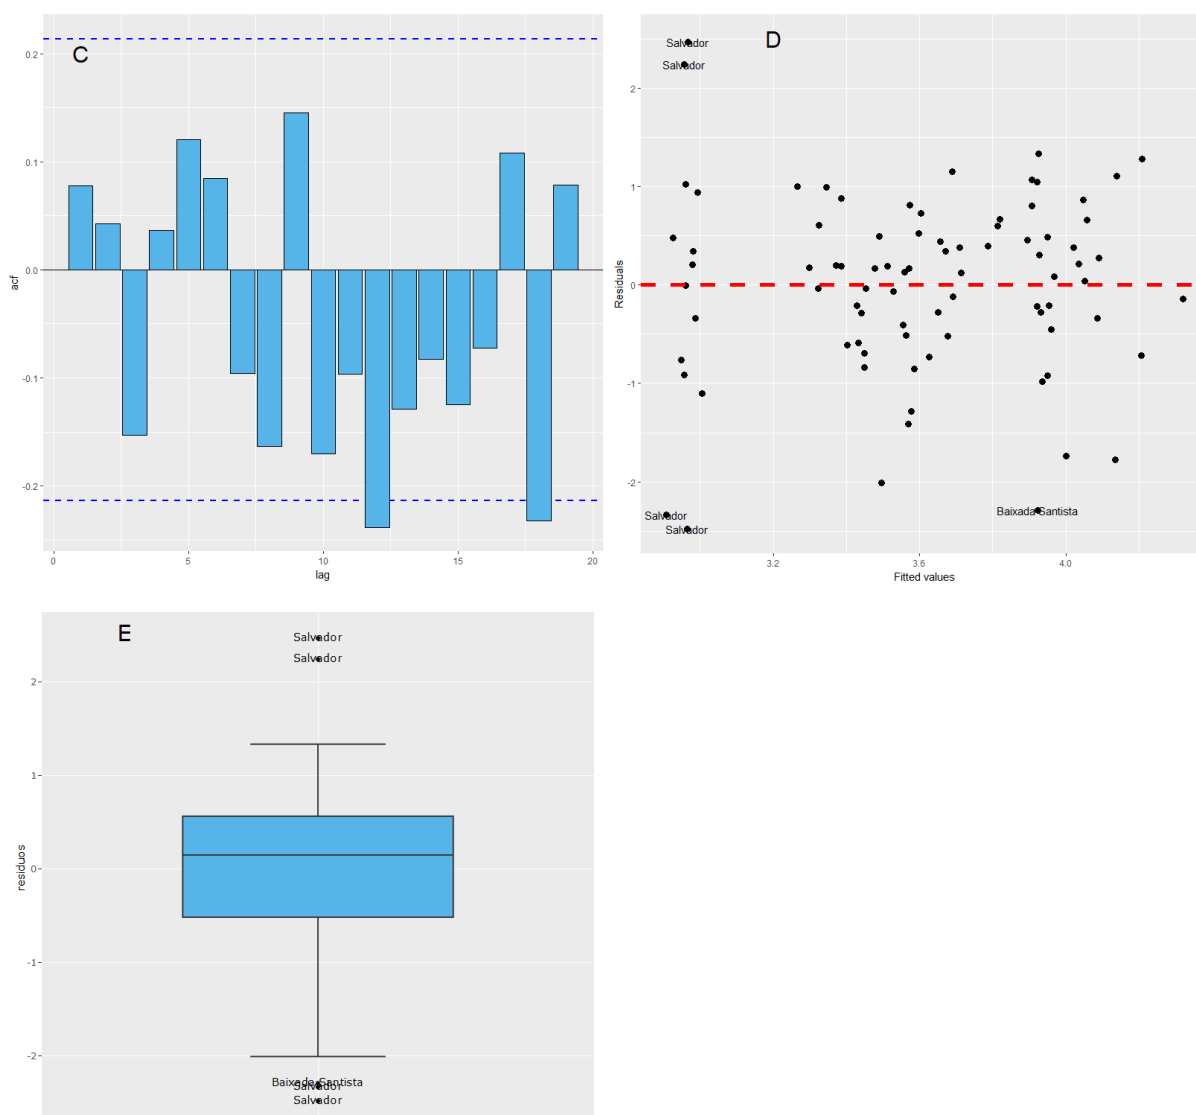 C
0.2
0.1
0.0
-0.1
-0.2
acf
0
5
10
15
20
lag
D
Salvador
Salvador
2
1
0
-1
-2
Residuals
Salvador
Salvador
Baixada Santista
3.2
3.6
4.0
Fitted values
E
Salvador
Salvador
2
1
0
-1
-2
residuos
Baixada Santista
Salvador
Salvador